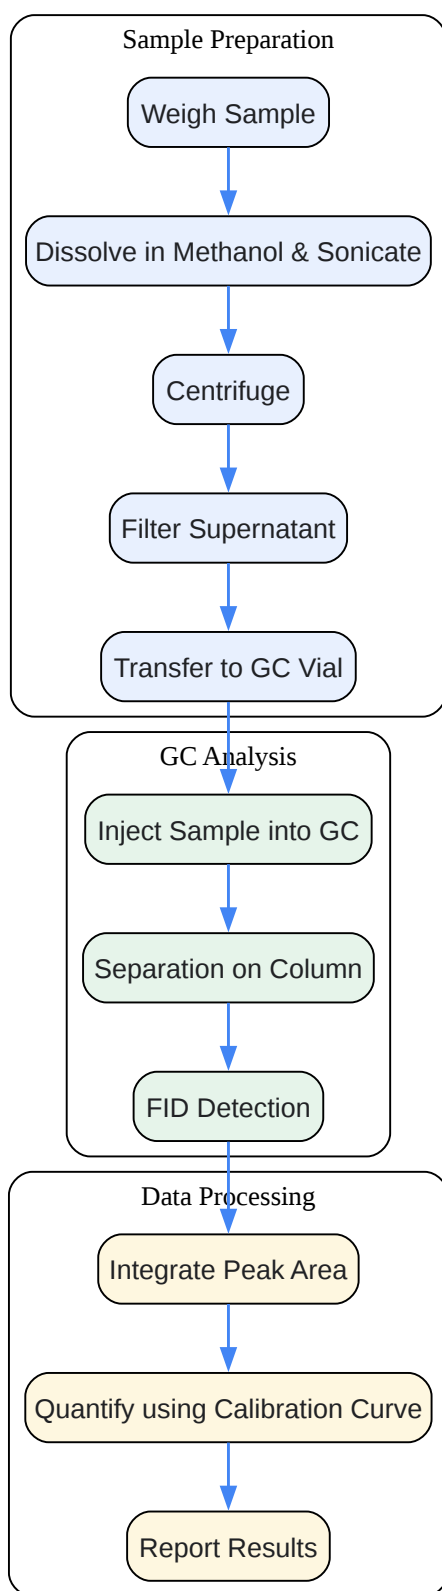 Sample Preparation
Weigh Sample
Dissolve in Methanol & Sonicate
Centrifuge
Filter Supernatant
Transfer to GC Vial
GC Analysis
Inject Sample into GC
Separation on Column
FID Detection
Data Processing
Integrate Peak Area
Quantify using Calibration Curve
Report Results